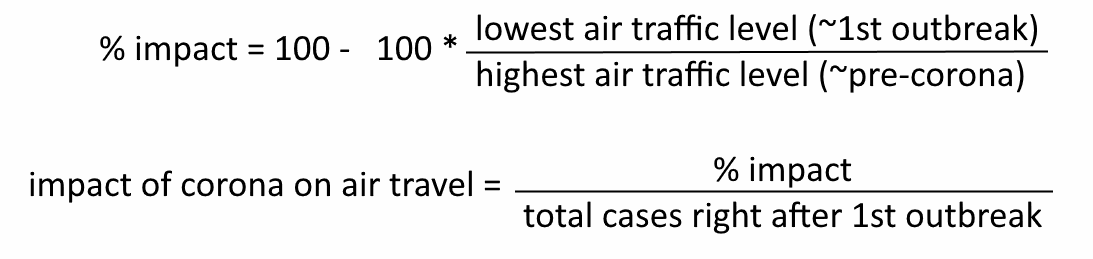 lowest air traffic level (~1st outbreak)
% impact = 100 - 100 *
highest air traffic level (~pre-corona)
% impact
impact of corona on air travel =
total cases right after 1st outbreak